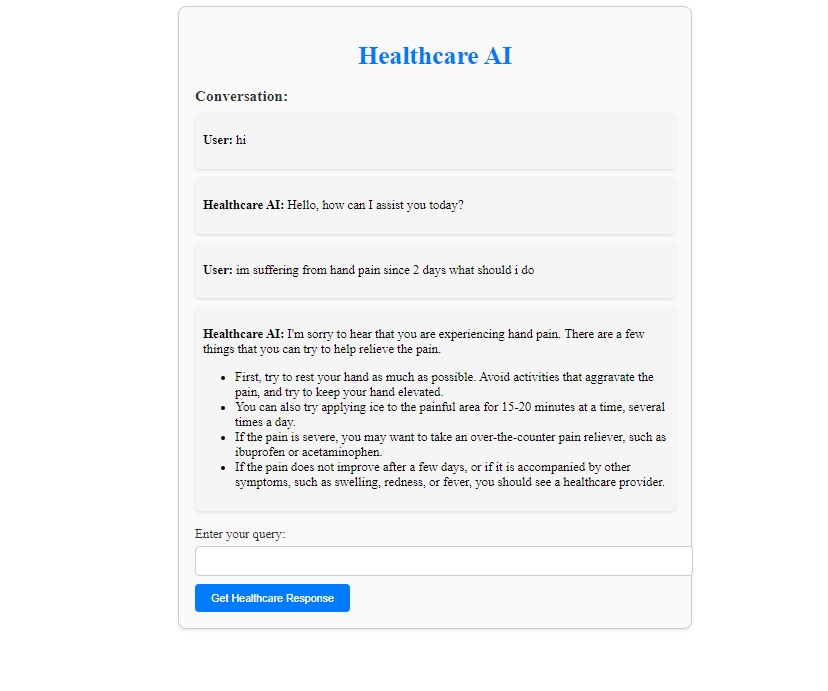 Healthcare AI
Conversation:
User: hi
Healthcare AI: Hello, how can I assist you today?
User: im suffering from hand pain since 2 days what should i do
Healthcare AI: I'm sorry to hear that you are experiencing hand pain. There are a few
things that you can try to help relieve the pain.
• First, try to rest your hand as much as possible. Avoid activities that aggravate the
pain, and try to keep your hand elevated.
• You can also try applying ice to the painful area for 15-20 minutes at a time, several
times a day.
• If the pain is severe, you may want to take an over-the-counter pain reliever, such as
ibuprofen or acetaminophen.
• If the pain does not improve after a few days, or if it is accompanied by other
symptoms, such as swelling, redness, or fever, you should see a healthcare provider.
Enter your query:
Get Healthcare Response